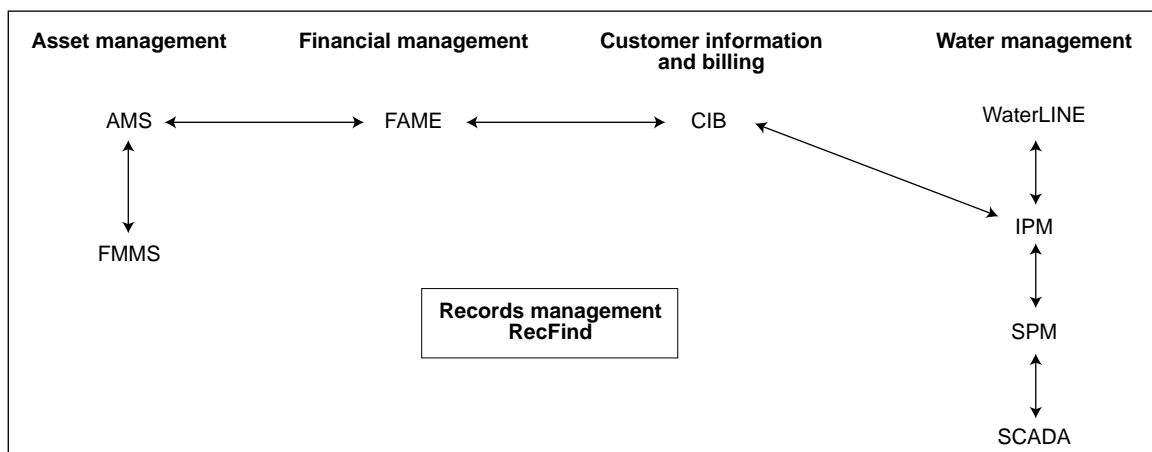 Asset management
Financial management
Customer information
and billing
Water management
AMS
FAME
CIB
WaterLINE
IPM
FMMS
Records management
RecFind
SPM
SCADA